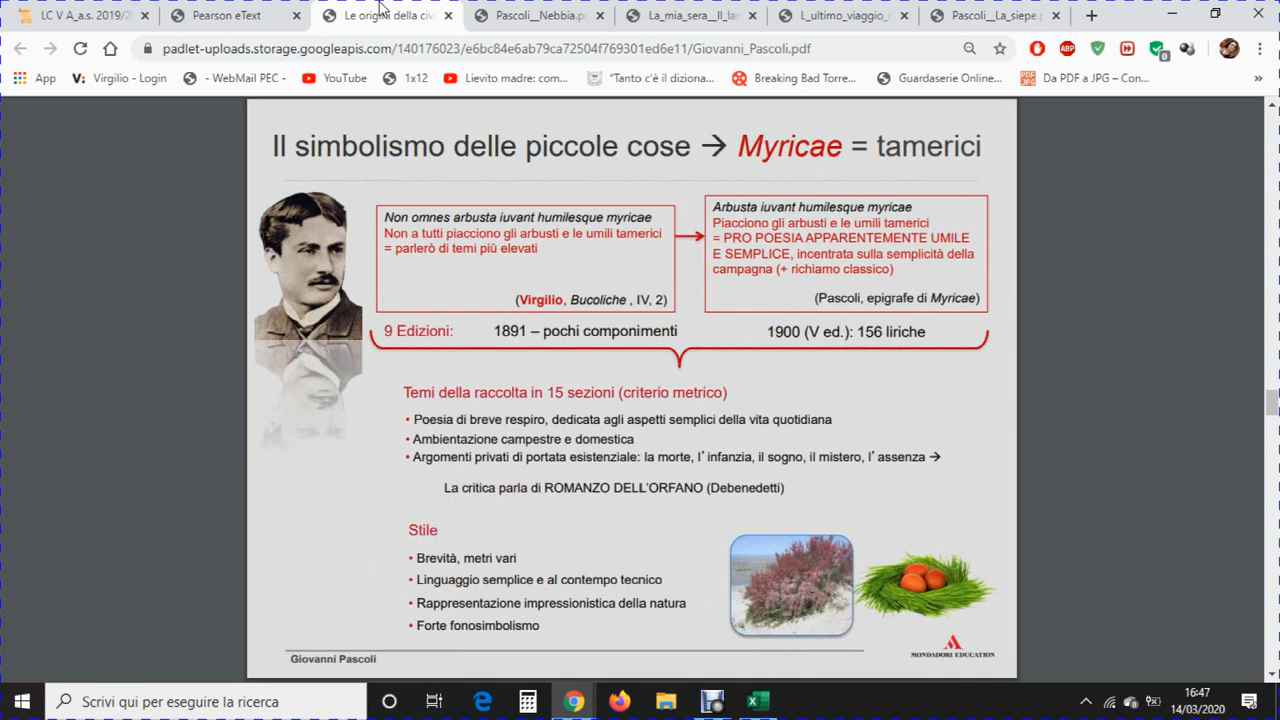 LC V A_a.s. 2019/2
Pearson eText
Le origini della civi
Pascoli__Nebbia.p
La_mia_sera__Il_la
L_ultimo_viaggio_
Pascoli__La_siepe.p
padlet-uploads.storage.googleapis.com/140176023/e6bc84e6ab79ca72504f769301ed6e11/Giovanni_Pascoli.pdf
ABP
0
App
Virgilio - Login
- WebMail PEC -
YouTube
1x12
Lievito madre: com...
"Tanto c'è il diziona...
Breaking Bad Torre...
Guardaserie Online...
Da PDF a JPG – Con...
»
Il simbolismo delle piccole cose → Myricae = tamerici
Non omnes arbusta iuvant humilesque myricae
Non a tutti piacciono gli arbusti e le umili tamerici
= parlerò di temi più elevati
(Virgilio, Bucoliche , IV, 2)
Arbusta iuvant humilesque myricae
Piacciono gli arbusti e le umili tamerici
= PRO POESIA APPARENTEMENTE UMILE
E SEMPLICE, incentrata sulla semplicità della
campagna (+ richiamo classico)
(Pascoli, epigrafe di Myricae)
9 Edizioni: 1891 – pochi componimenti 1900 (V ed.): 156 liriche
Temi della raccolta in 15 sezioni (criterio metrico)
• Poesia di breve respiro, dedicata agli aspetti semplici della vita quotidiana
• Ambientazione campestre e domestica
• Argomenti privati di portata esistenziale: la morte, l'infanzia, il sogno, il mistero, l'assenza →
La critica parla di ROMANZO DELL'ORFANO (Debenedetti)
Stile
• Brevità, metri vari
• Linguaggio semplice e al contempo tecnico
• Rappresentazione impressionistica della natura
• Forte fonosimbolismo
Giovanni Pascoli
MONDADORI EDUCATION
Scrivi qui per eseguire la ricerca
16:47
14/03/2020